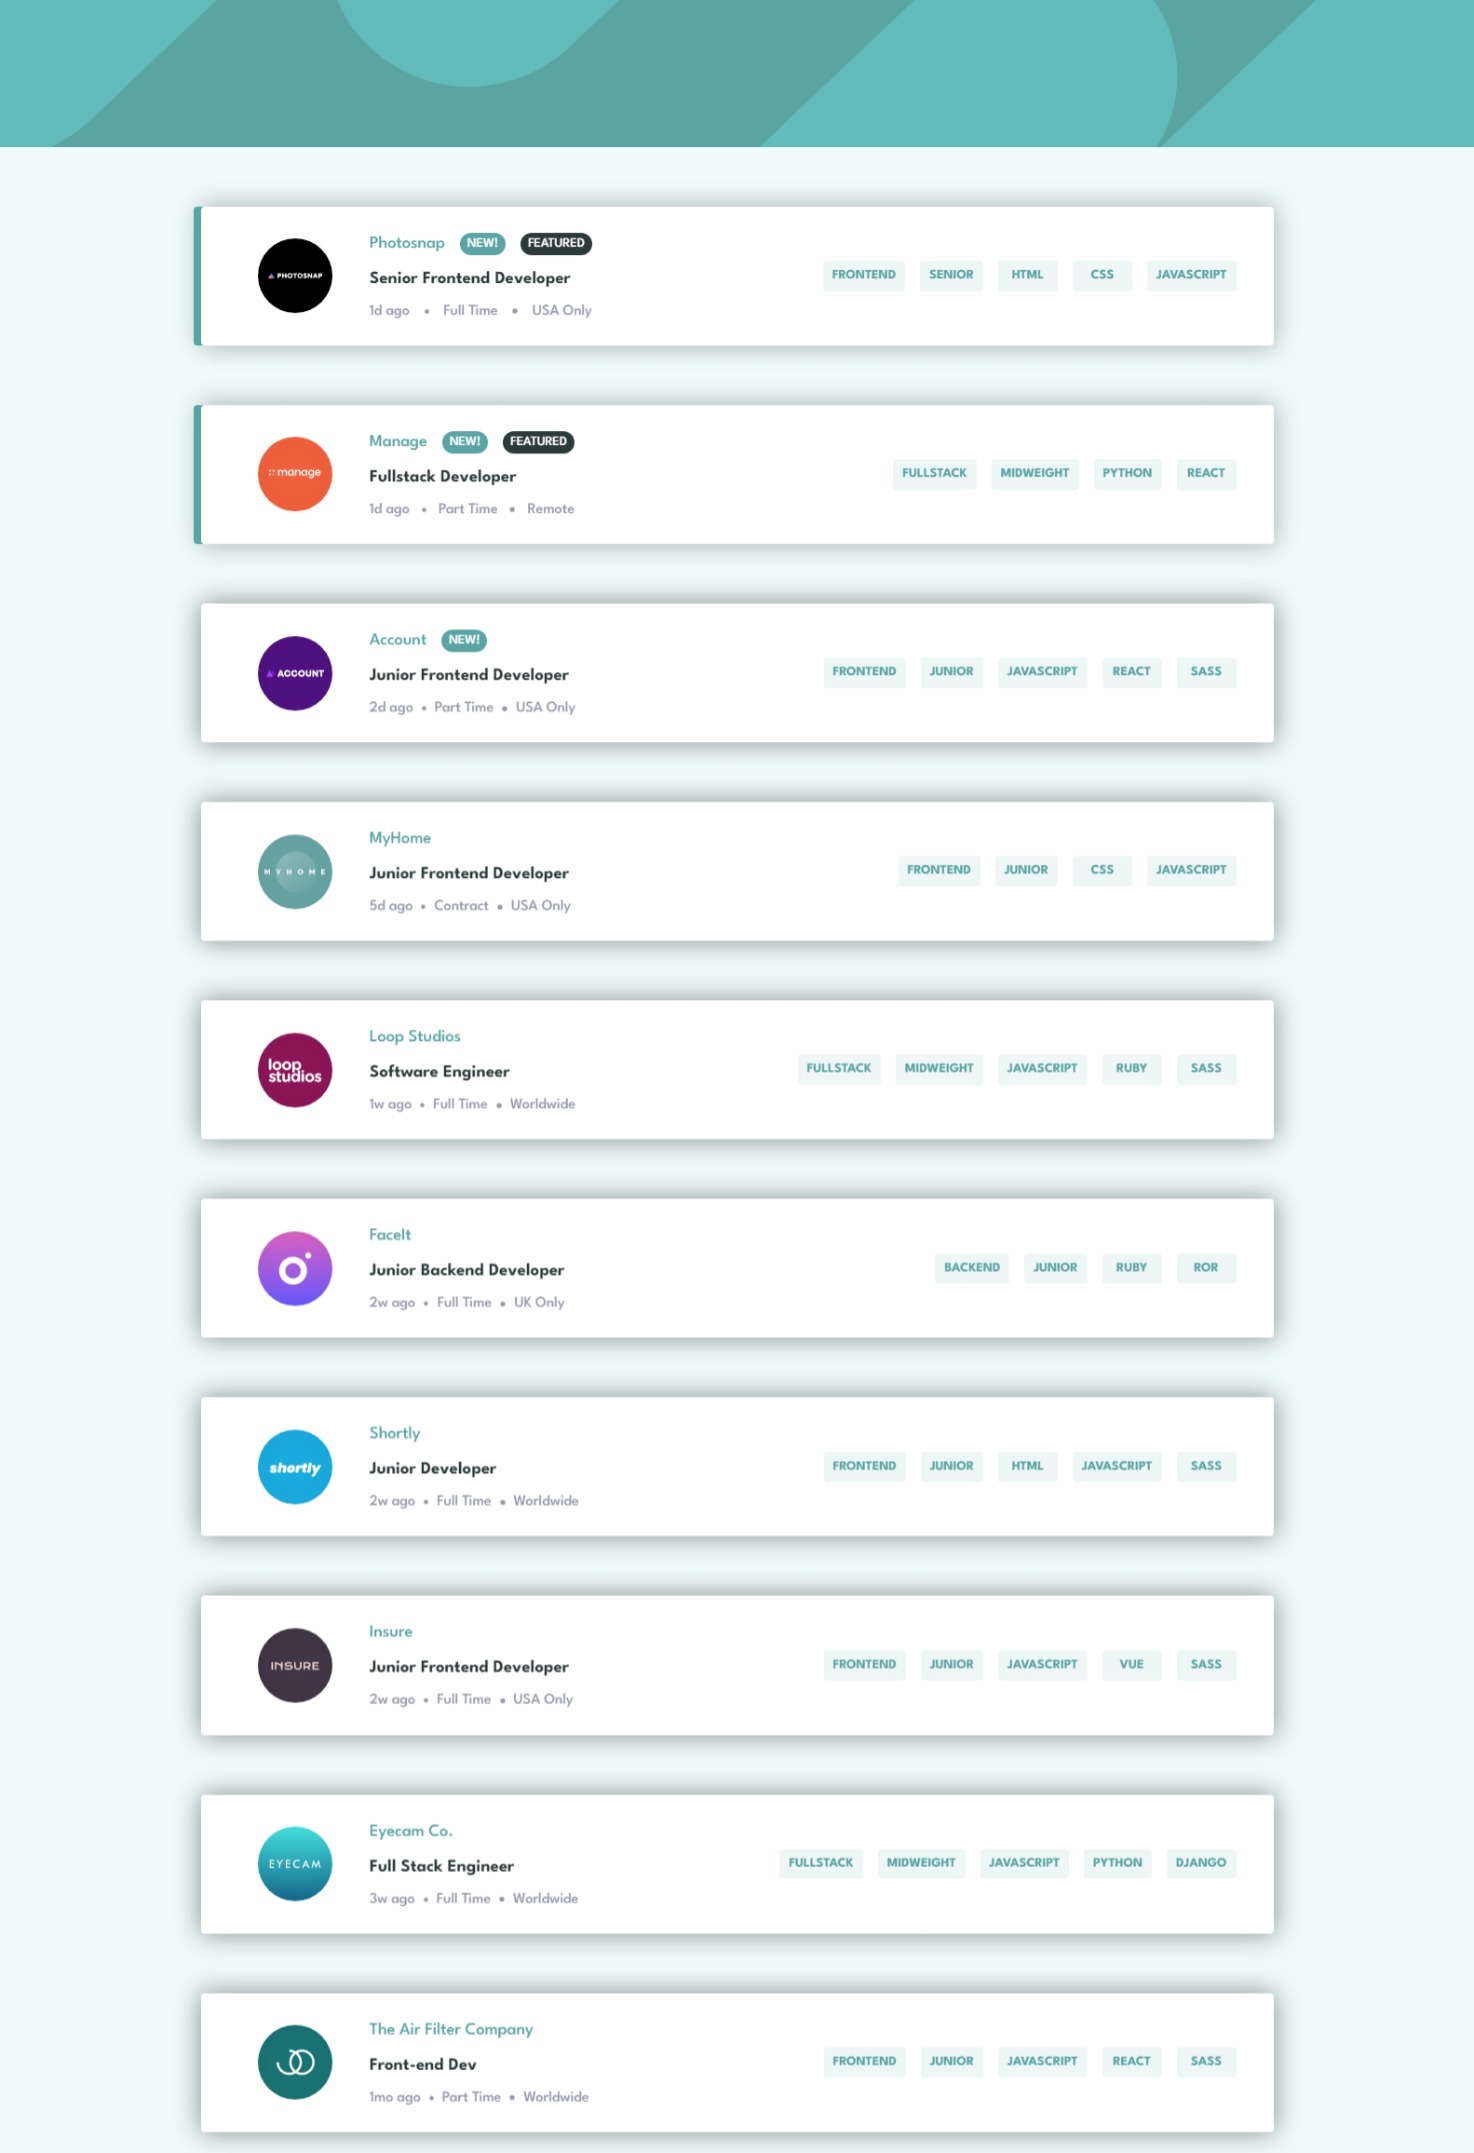 PHOTOSNAP
Photosnap NEW! FEATURED
Senior Frontend Developer
1d ago • Full Time • USA Only
FRONTEND SENIOR HTML CSS JAVASCRIPT
manage
Manage NEW! FEATURED
Fullstack Developer
1d ago • Part Time • Remote
FULLSTACK MIDWEIGHT PYTHON REACT
ACCOUNT
Account NEW!
Junior Frontend Developer
2d ago • Part Time • USA Only
FRONTEND JUNIOR JAVASCRIPT REACT SASS
MYHOME
MyHome
Junior Frontend Developer
5d ago • Contract • USA Only
FRONTEND JUNIOR CSS JAVASCRIPT
loop
studios
Loop Studios
Software Engineer
1w ago • Full Time • Worldwide
FULLSTACK MIDWEIGHT JAVASCRIPT RUBY SASS
FaceIt
Junior Backend Developer
2w ago • Full Time • UK Only
BACKEND JUNIOR RUBY ROR
shortly
Shortly
Junior Developer
2w ago • Full Time • Worldwide
FRONTEND JUNIOR HTML JAVASCRIPT SASS
INSURE
Insure
Junior Frontend Developer
2w ago • Full Time • USA Only
FRONTEND JUNIOR JAVASCRIPT VUE SASS
EYECAM
Eyecam Co.
Full Stack Engineer
3w ago • Full Time • Worldwide
FULLSTACK MIDWEIGHT JAVASCRIPT PYTHON DJANGO
The Air Filter Company
Front-end Dev
1mo ago • Part Time • Worldwide
FRONTEND JUNIOR JAVASCRIPT REACT SASS